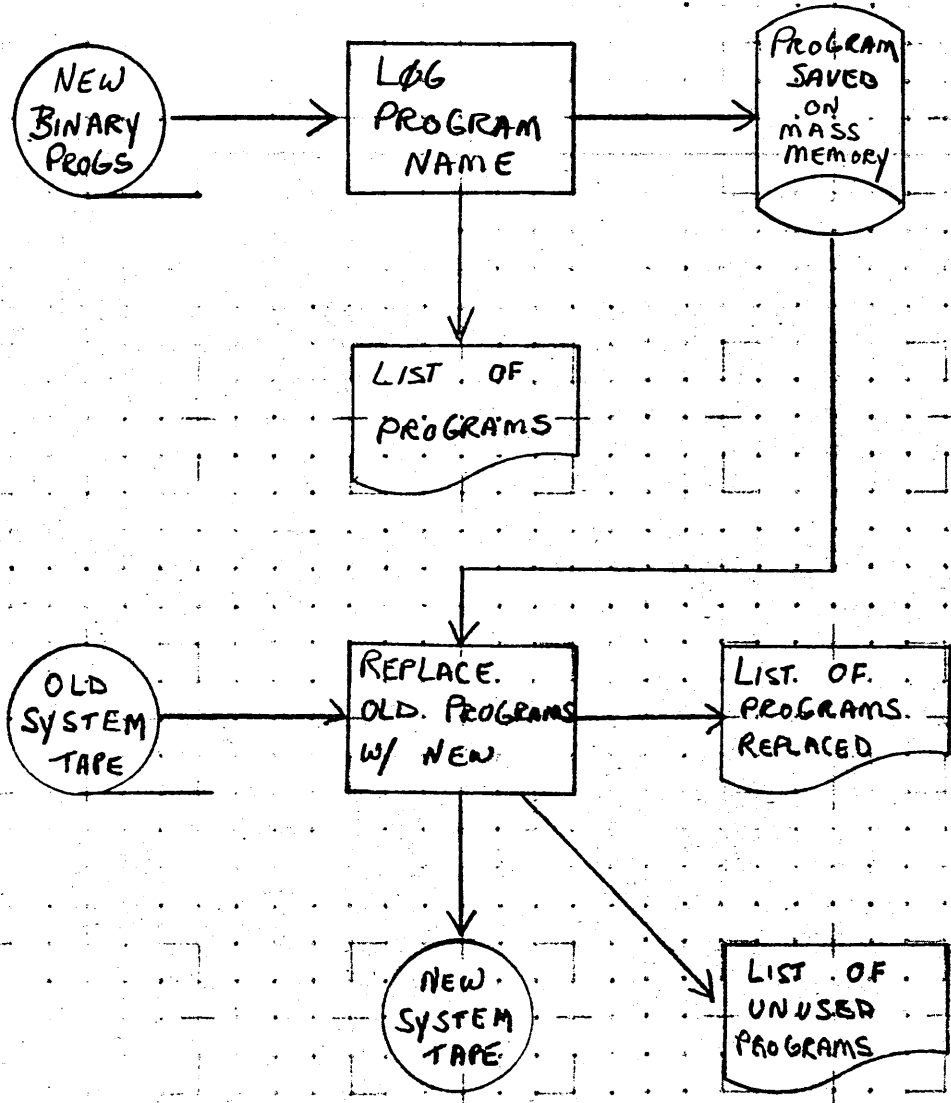 NEW
BINARY
PROGS
LØG
PROGRAM
NAME
PROGRAM
SAVED
ON
MASS
MEMORY
LIST OF
PROGRAMS
OLD
SYSTEM
TAPE
REPLACE
OLD PROGRAMS
W/ NEW
LIST OF
PROGRAMS
REPLACED
NEW
SYSTEM
TAPE
LIST OF
UNUSED
PROGRAMS